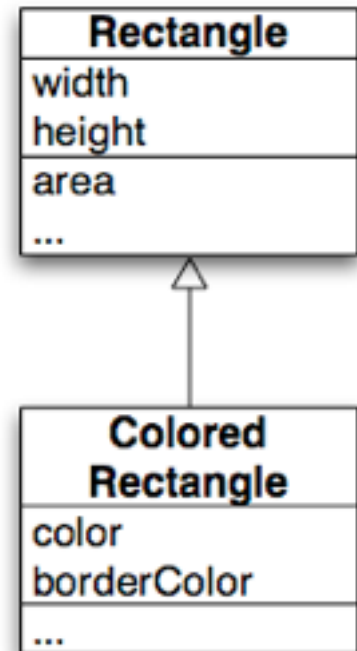 Rectangle
width
height
area
...
Colored
Rectangle
color
borderColor
...